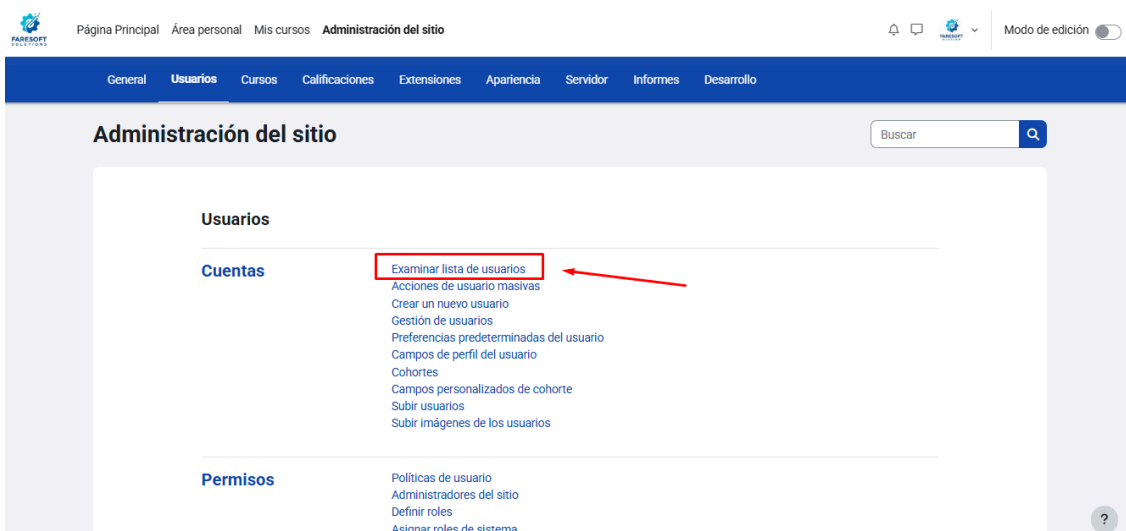 FARESOFT
SOLUTIONS
Página Principal Área personal Mis cursos Administración del sitio
FARESOFT
Modo de edición
General Usuarios Cursos Calificaciones Extensiones Apariencia Servidor Informes Desarrollo
Administración del sitio
Buscar
Usuarios
Cuentas
Examinar lista de usuarios
Acciones de usuario masivas
Crear un nuevo usuario
Gestión de usuarios
Preferencias predeterminadas del usuario
Campos de perfil del usuario
Cohortes
Campos personalizados de cohorte
Subir usuarios
Subir imágenes de los usuarios
Permisos
Políticas de usuario
Administradores del sitio
Definir roles
Asignar roles de sistema
?